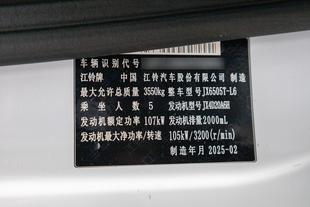 车辆识别代号
江铃牌 中国 江铃汽车股份有限公司 制造
最大允许总质量 3550kg 整车型号 JX6505T-L6
乘坐人数 5 发动机型号 JX4D20A6H
发动机额定功率 107kW 发动机排量 2000mL
发动机最大净功率/转速 105kW/3200(r/min)
制造年月 2025-02